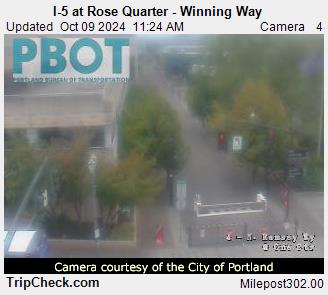 I-5 at Rose Quarter - Winning Way
Updated Oct 09 2024 11:24 AM Camera 4
PBOT
PORTLAND BUREAU OF TRANSPORTATION
Camera courtesy of the City of Portland
TripCheck.com Milepost302.00